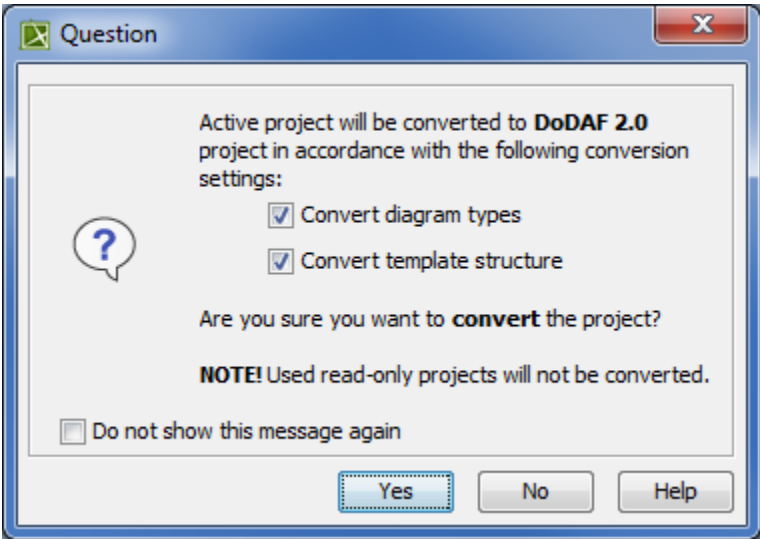 Question
Active project will be converted to DoDAF 2.0
project in accordance with the following conversion
settings:
Convert diagram types
Convert template structure
Are you sure you want to convert the project?
NOTE! Used read-only projects will not be converted.
Do not show this message again
Yes
No
Help